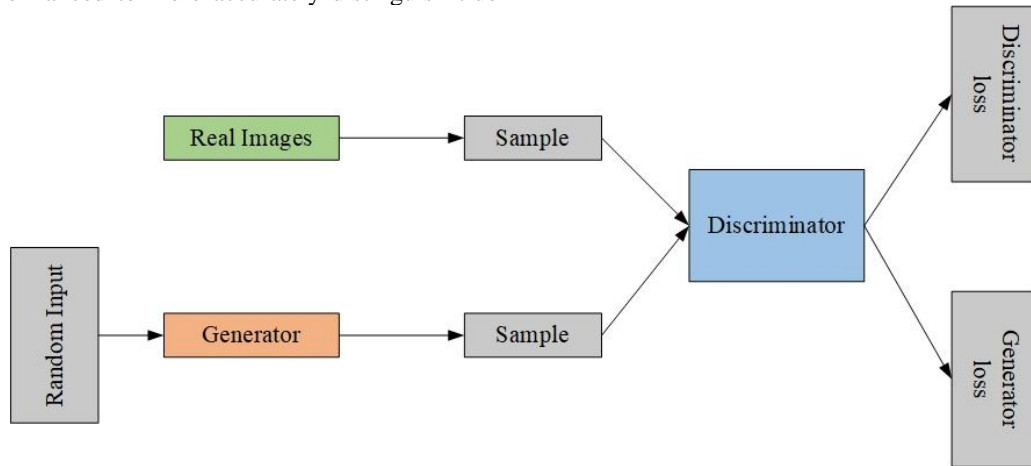 Real Images
Sample
Discriminator
loss
Discriminator
Random Input
Generator
Sample
Generator
loss